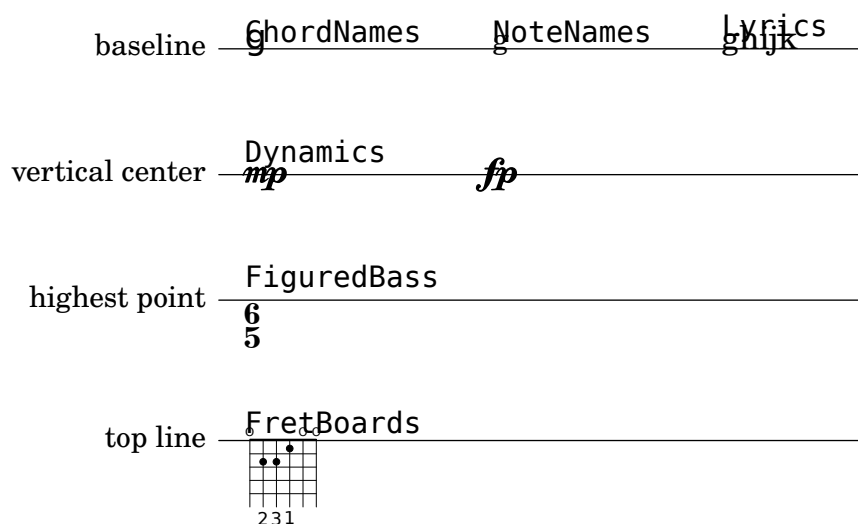 ChordNames NoteNames Lyrics
baseline g g ghijk
Dynamics
vertical center mp fp
FiguredBass
highest point
6
5
FretBoards
top line
o o o
231